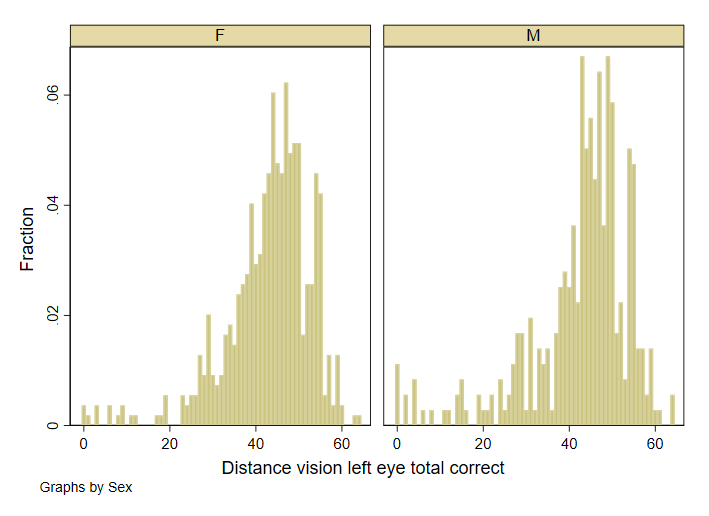 F
M
Fraction
0
.02
.04
.06
0
20
40
60
0
20
40
60
Distance vision left eye total correct
Graphs by Sex